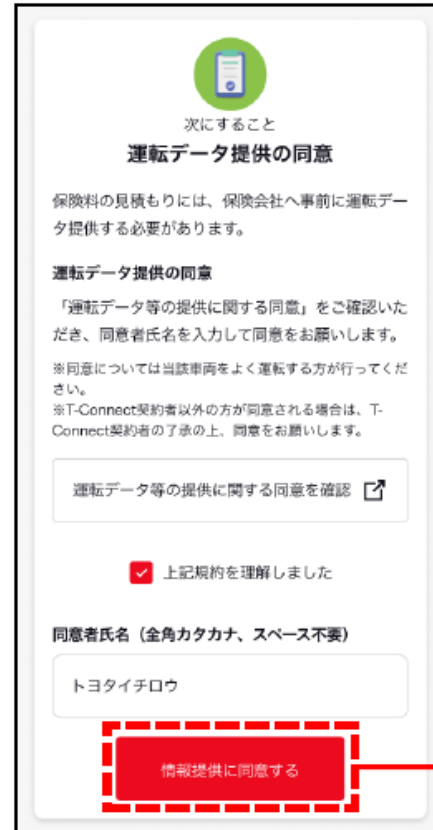 次にすること
運転データ提供の同意
保険料の見積もりには、保険会社へ事前に運転デー
タ提供する必要があります。
運転データ提供の同意
「運転データ等の提供に関する同意」をご確認いた
だき、同意者氏名を入力して同意をお願いします。
※同意については当該車両をよく運転する方が行ってくだ
さい。
※T-Connect契約者以外の方が同意される場合は、T-
Connect契約者の了承の上、同意をお願いします。
運転データ等の提供に関する同意を確認
上記規約を理解しました
同意者氏名（全角カタカナ、スペース不要）
トヨタイチロウ
情報提供に同意する